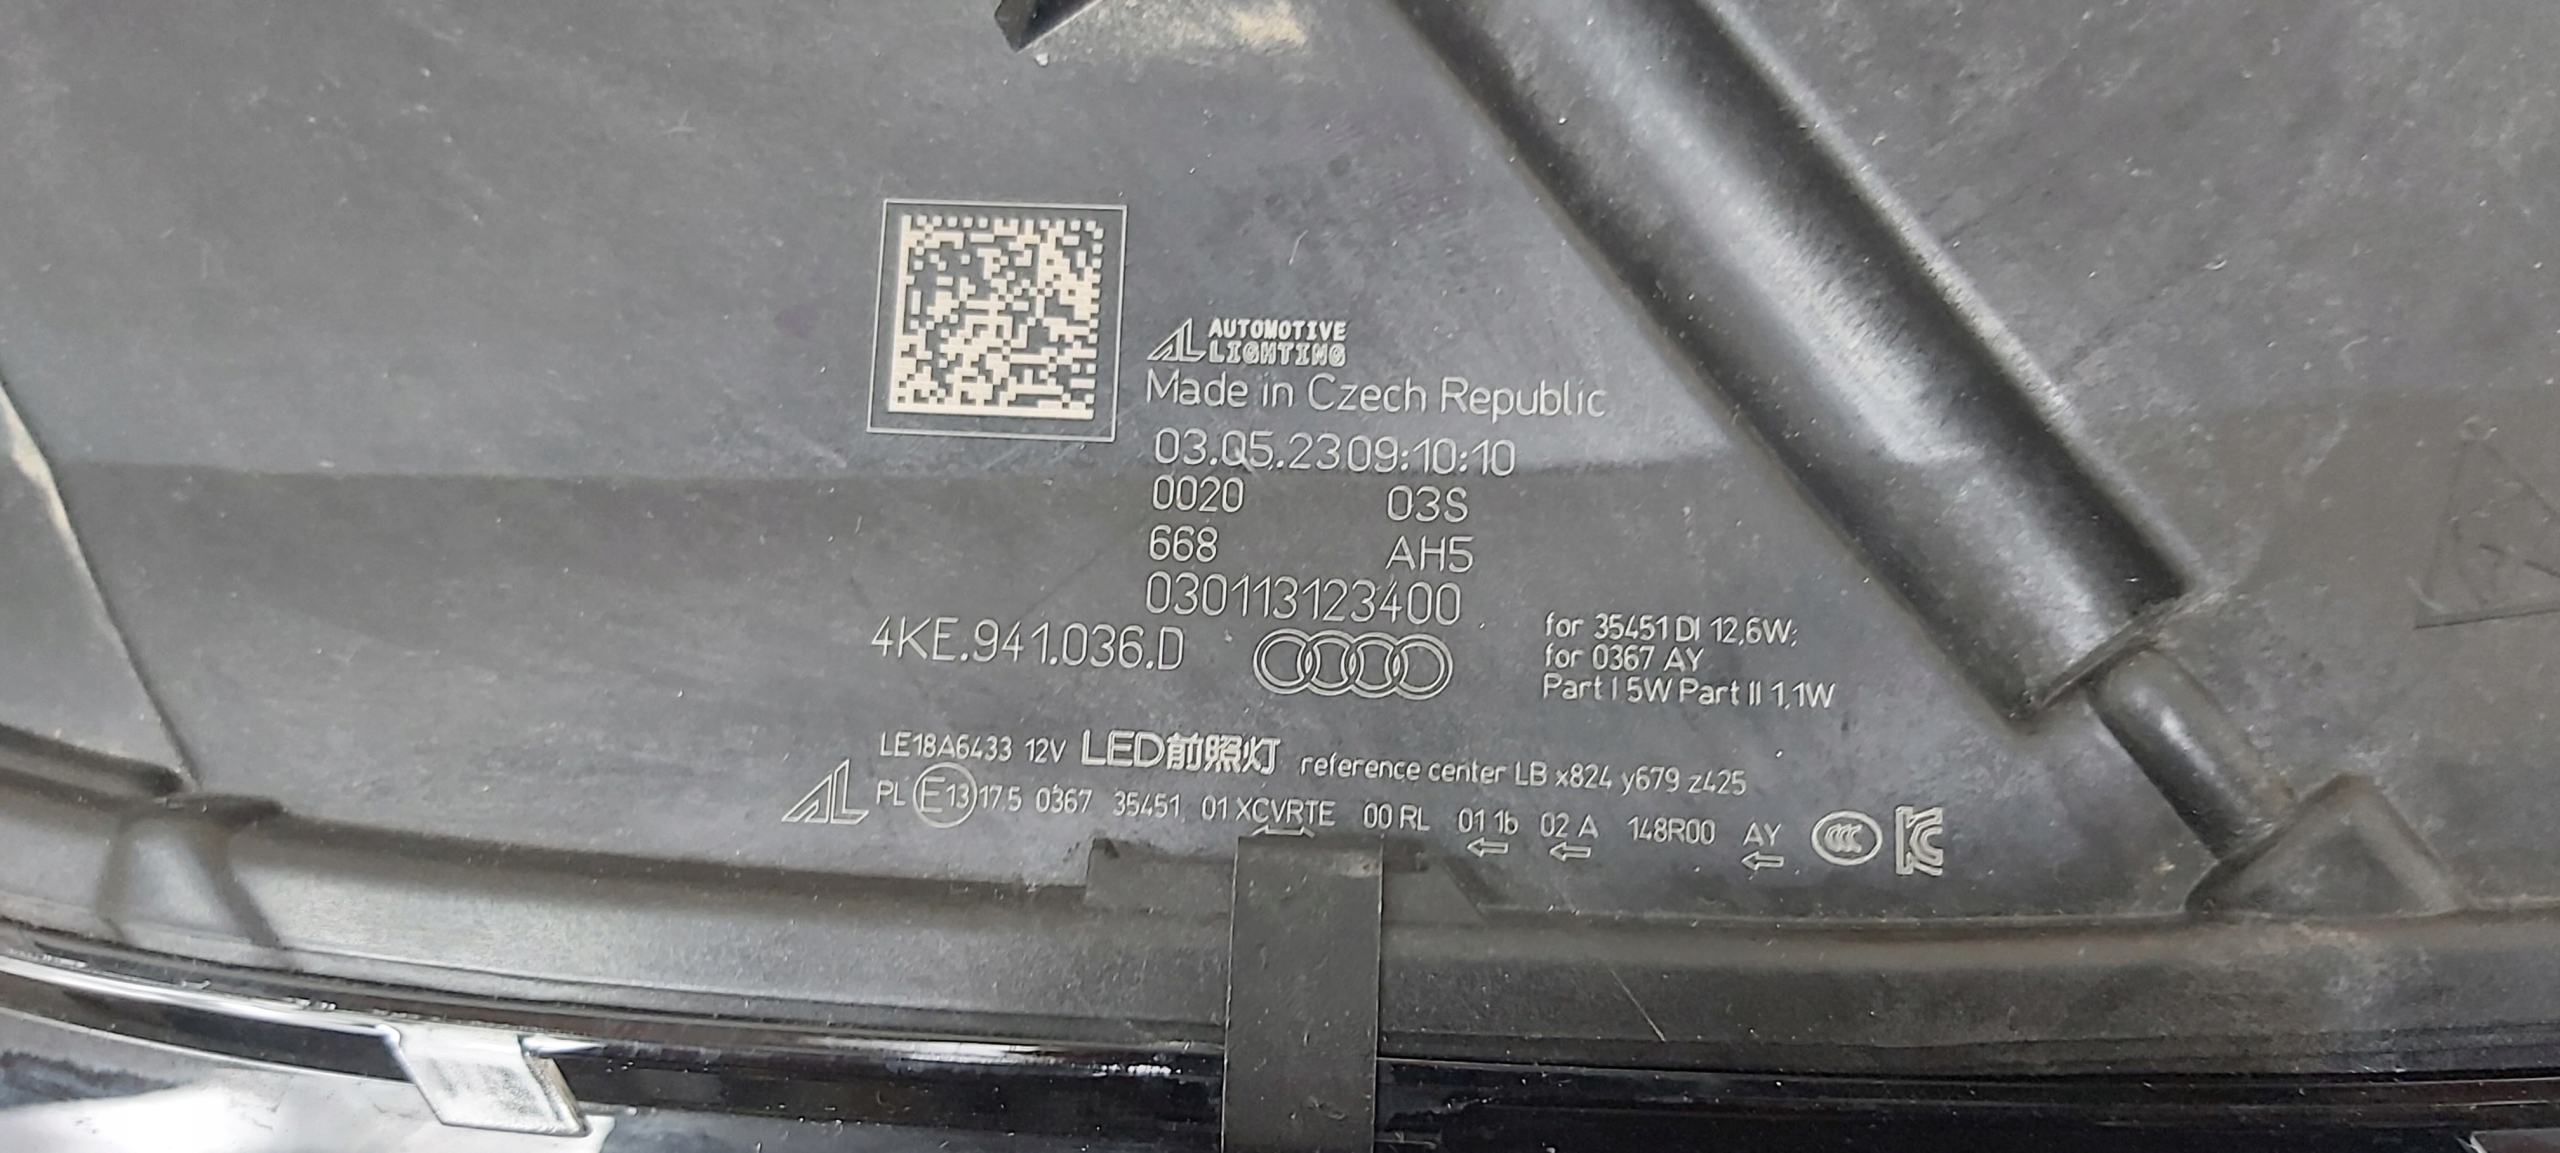 AUTOMOTIVE
LIGHTING
Made in Czech Republic
03.05.23 09:10:10
0020 03S
668 AH5
030113123400
4KE.941.036.D
for 35451 DI 12,6W;
for 0367 AY
Part I 5W Part II 1,1W
LE18A6433 12V LED前照灯 reference center LB x824 y679 z425
AL PL E13 17.5 0367 35451 01 XCVRTE 00 RL 01 1b 02 A 148R00 AY CCC KC